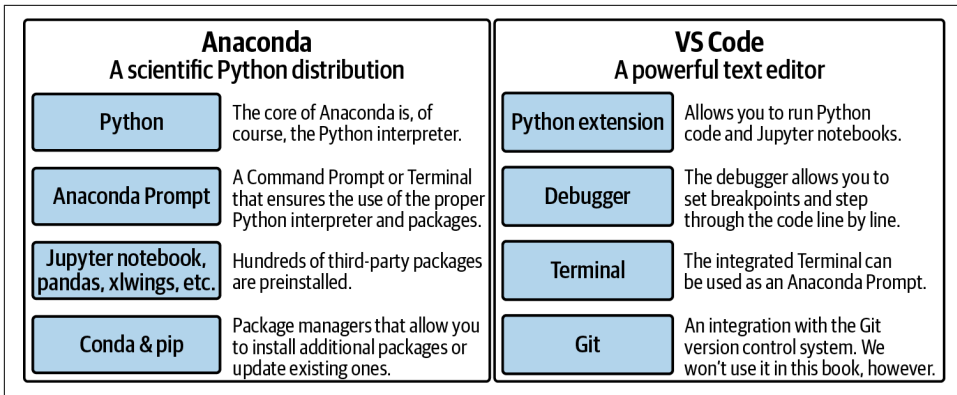 Anaconda
A scientific Python distribution
Python
The core of Anaconda is, of
course, the Python interpreter.
Anaconda Prompt
A Command Prompt or Terminal
that ensures the use of the proper
Python interpreter and packages.
Jupyter notebook,
pandas, xlwings, etc.
Hundreds of third-party packages
are preinstalled.
Conda & pip
Package managers that allow you
to install additional packages or
update existing ones.
VS Code
A powerful text editor
Python extension
Allows you to run Python
code and Jupyter notebooks.
Debugger
The debugger allows you to
set breakpoints and step
through the code line by line.
Terminal
The integrated Terminal can
be used as an Anaconda Prompt.
Git
An integration with the Git
version control system. We
won't use it in this book, however.